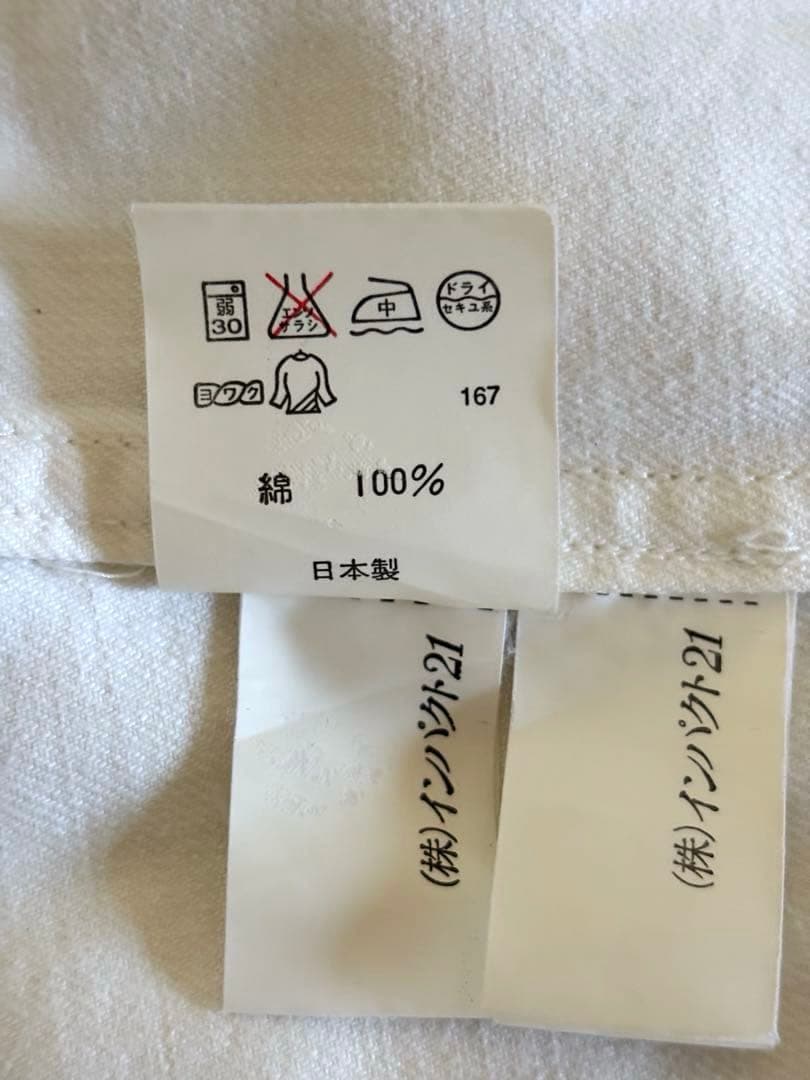 弱
30
エンソ
サラシ
中
ドライ
セキユ系
ヨワク
167
綿 100%
日本製
(株)インパクト21
(株)インパクト21